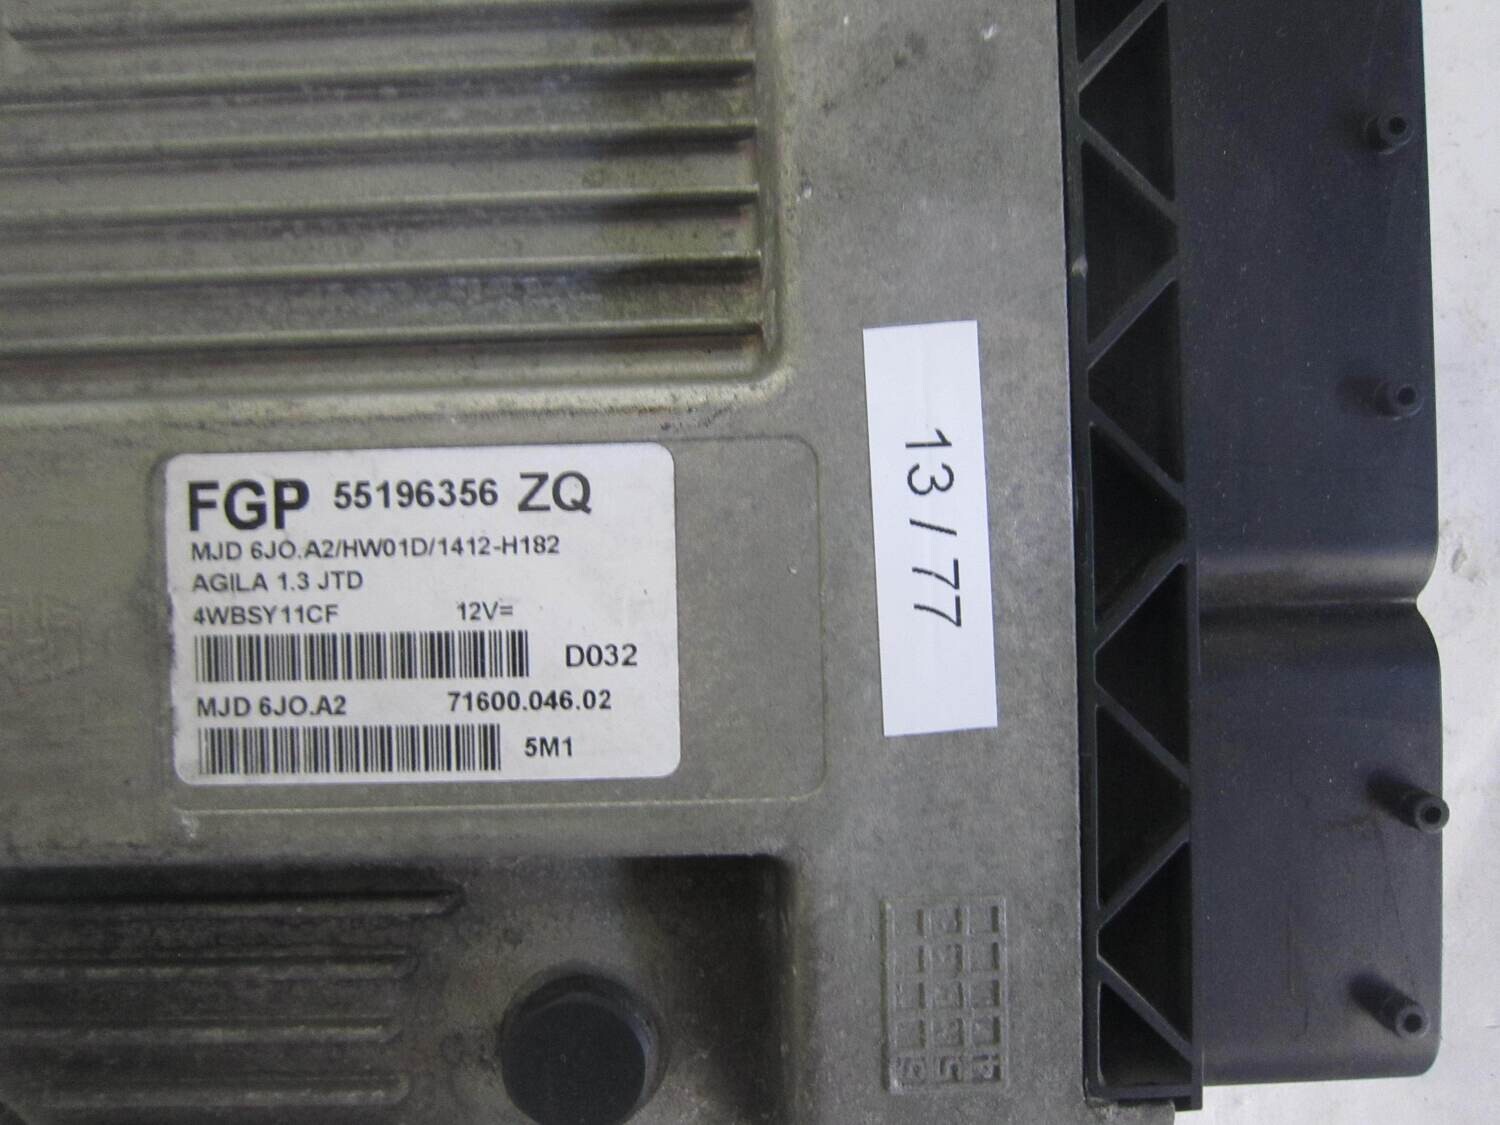 FGP 55196356 ZQ
MJD 6JO.A2/HW01D/1412-H182
AGILA 1.3 JTD
4WBSY11CF 12V=
D032
MJD 6JO.A2 71600.046.02
5M1
13/77